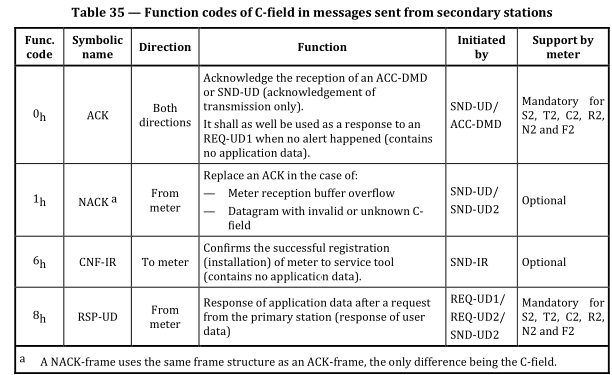 Table 35 — Function codes of C-field in messages sent from secondary stations
Func. code | Symbolic name | Direction | Function | Initiated by | Support by meter
0h | ACK | Both directions | Acknowledge the reception of an ACC-DMD
or SND-UD (acknowledgement of
transmission only).
It shall as well be used as a response to an
REQ-UD1 when no alert happened (contains
no application data). | SND-UD/
ACC-DMD | Mandatory for
S2, T2, C2, R2,
N2 and F2
1h | NACK a | From meter | Replace an ACK in the case of:
— Meter reception buffer overflow
— Datagram with invalid or unknown C-
field | SND-UD/
SND-UD2 | Optional
6h | CNF-IR | To meter | Confirms the successful registration
(installation) of meter to service tool
(contains no application data). | SND-IR | Optional
8h | RSP-UD | From meter | Response of application data after a request
from the primary station (response of user
data) | REQ-UD1/
REQ-UD2/
SND-UD2 | Mandatory for
S2, T2, C2, R2,
N2 and F2
a A NACK-frame uses the same frame structure as an ACK-frame, the only difference being the C-field.